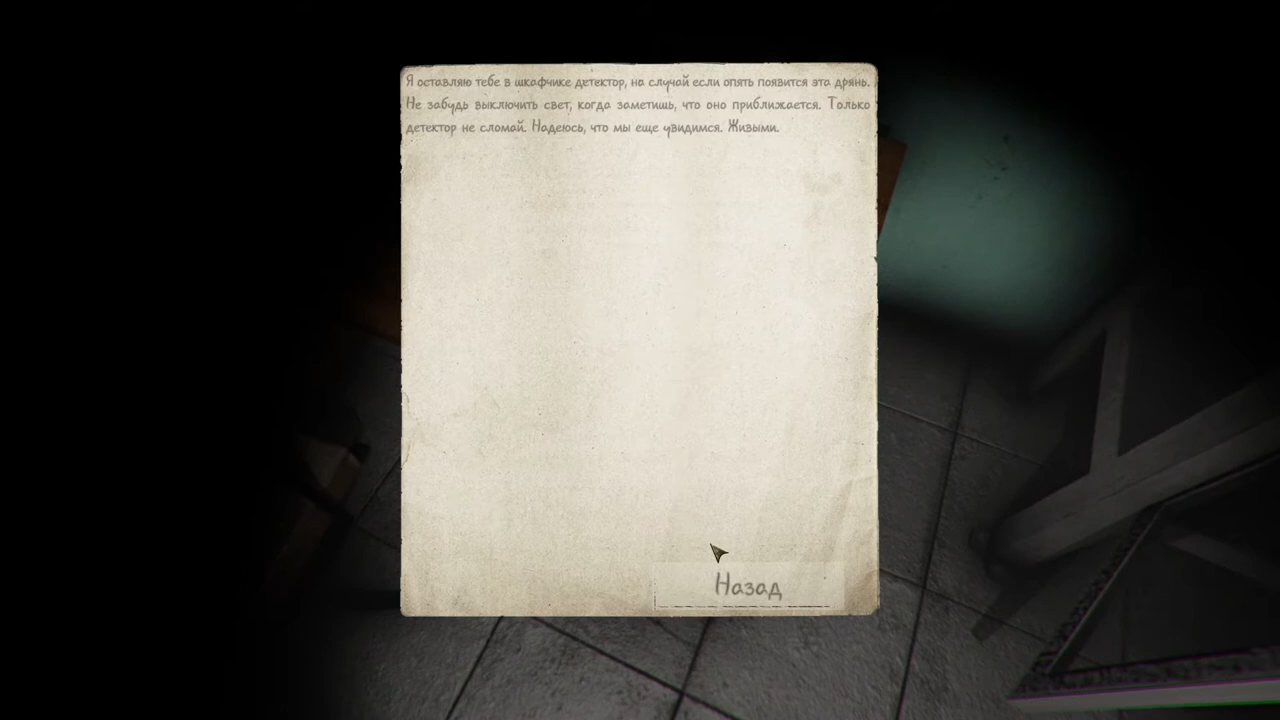 Я оставляю тебе в шкафчике детектор, на случай если опять появится эта дрянь.
Не забудь выключить свет, когда заметишь, что оно приближается. Только
детектор не сломай. Надеюсь, что мы еще увидимся. Живыми.
Назад